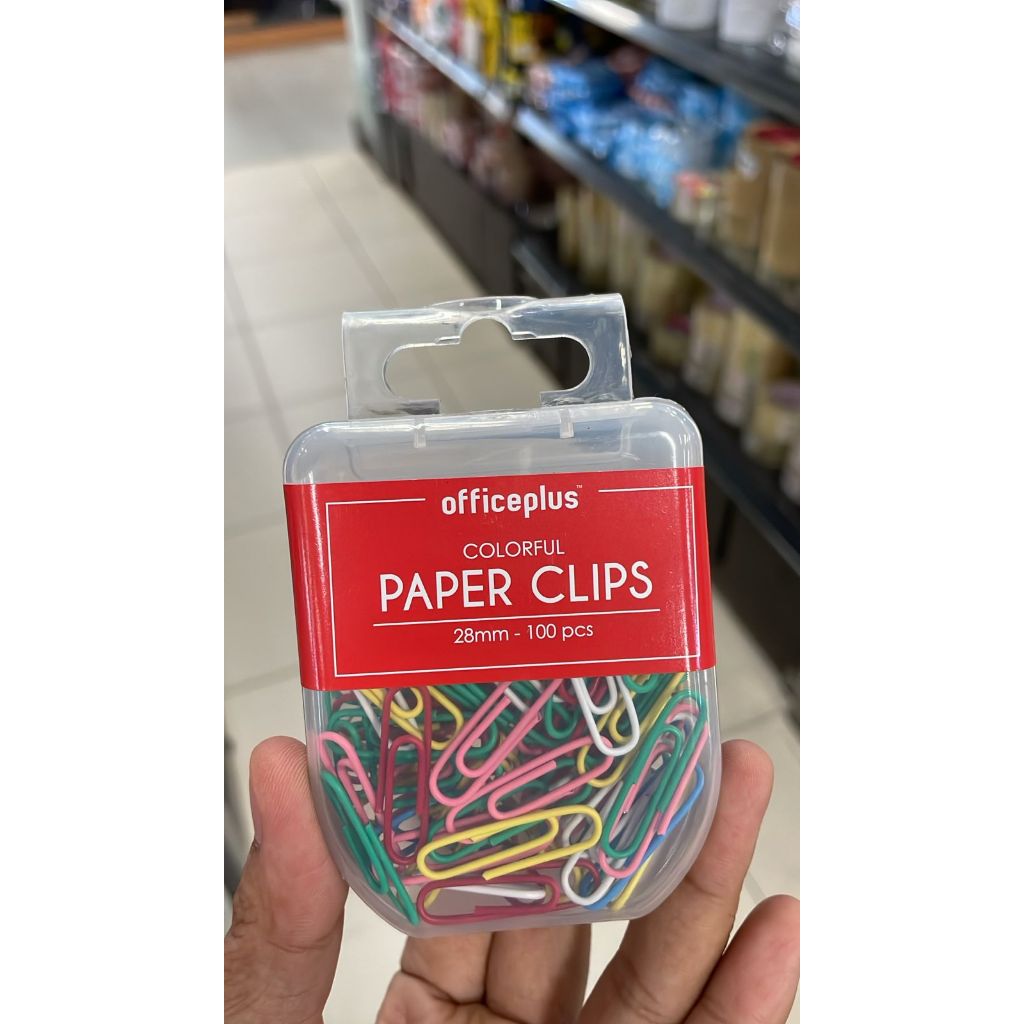 officeplus™
COLORFUL
PAPER CLIPS
28mm - 100 pcs